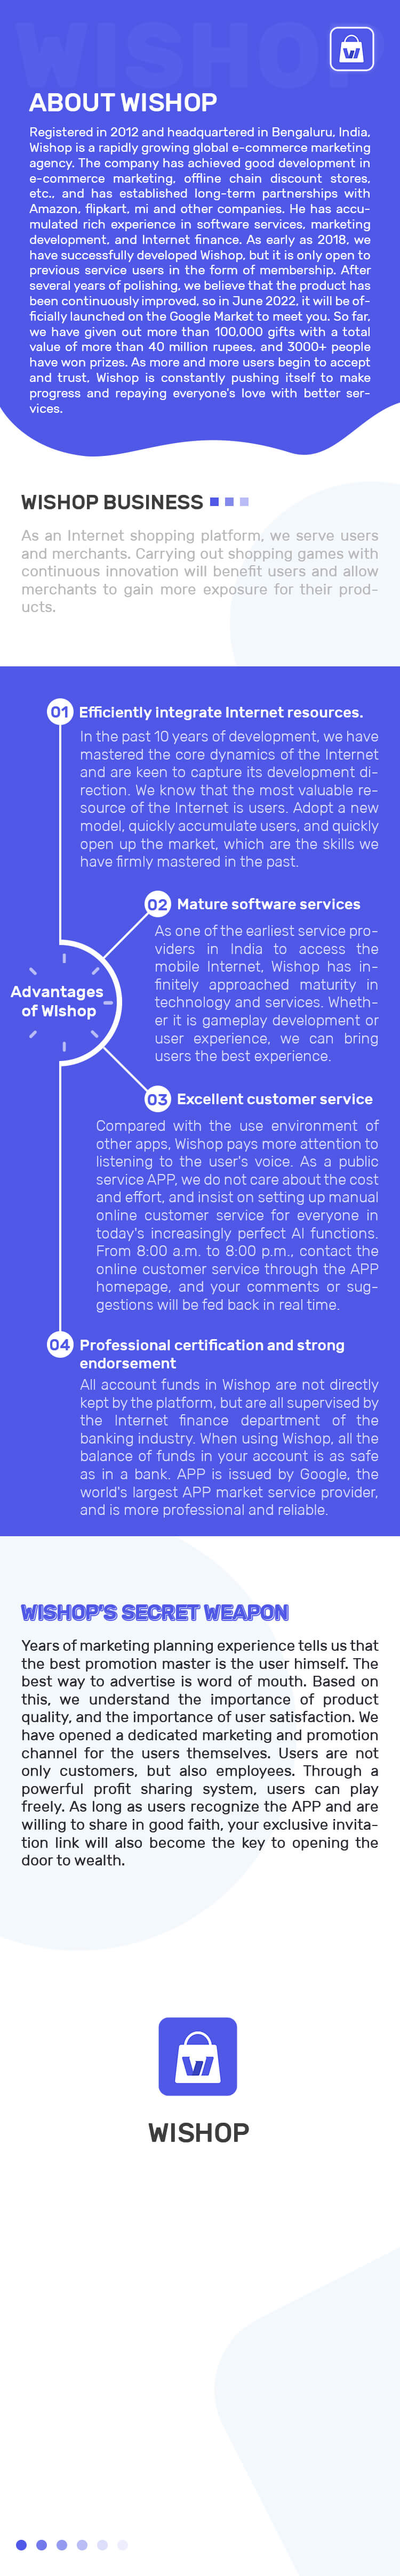 WISHOP
ABOUT WISHOP
Registered in 2012 and headquartered in Bengaluru, India,
Wishop is a rapidly growing global e-commerce marketing
agency. The company has achieved good development in
e-commerce marketing, offline chain discount stores,
etc., and has established long-term partnerships with
Amazon, flipkart, mi and other companies. He has accu-
mulated rich experience in software services, marketing
development, and Internet finance. As early as 2018, we
have successfully developed Wishop, but it is only open to
previous service users in the form of membership. After
several years of polishing, we believe that the product has
been continuously improved, so in June 2022, it will be of-
ficially launched on the Google Market to meet you. So far,
we have given out more than 100,000 gifts with a total
value of more than 40 million rupees, and 3000+ people
have won prizes. As more and more users begin to accept
and trust, Wishop is constantly pushing itself to make
progress and repaying everyone's love with better ser-
vices.
WISHOP BUSINESS
As an Internet shopping platform, we serve users
and merchants. Carrying out shopping games with
continuous innovation will benefit users and allow
merchants to gain more exposure for their prod-
ucts.
01 Efficiently integrate Internet resources.
In the past 10 years of development, we have
mastered the core dynamics of the Internet
and are keen to capture its development di-
rection. We know that the most valuable re-
source of the Internet is users. Adopt a new
model, quickly accumulate users, and quickly
open up the market, which are the skills we
have firmly mastered in the past.
02 Mature software services
As one of the earliest service pro-
viders in India to access the
mobile Internet, Wishop has in-
finitely approached maturity in
technology and services. Wheth-
er it is gameplay development or
user experience, we can bring
users the best experience.
Advantages
of Wishop
03 Excellent customer service
Compared with the use environment of
other apps, Wishop pays more attention to
listening to the user's voice. As a public
service APP, we do not care about the cost
and effort, and insist on setting up manual
online customer service for everyone in
today's increasingly perfect AI functions.
From 8:00 a.m. to 8:00 p.m., contact the
online customer service through the APP
homepage, and your comments or sug-
gestions will be fed back in real time.
04 Professional certification and strong
endorsement
All account funds in Wishop are not directly
kept by the platform, but are all supervised by
the Internet finance department of the
banking industry. When using Wishop, all the
balance of funds in your account is as safe
as in a bank. APP is issued by Google, the
world's largest APP market service provider,
and is more professional and reliable.
WISHOP'S SECRET WEAPON
Years of marketing planning experience tells us that
the best promotion master is the user himself. The
best way to advertise is word of mouth. Based on
this, we understand the importance of product
quality, and the importance of user satisfaction. We
have opened a dedicated marketing and promotion
channel for the users themselves. Users are not
only customers, but also employees. Through a
powerful profit sharing system, users can play
freely. As long as users recognize the APP and are
willing to share in good faith, your exclusive invita-
tion link will also become the key to opening the
door to wealth.
WISHOP